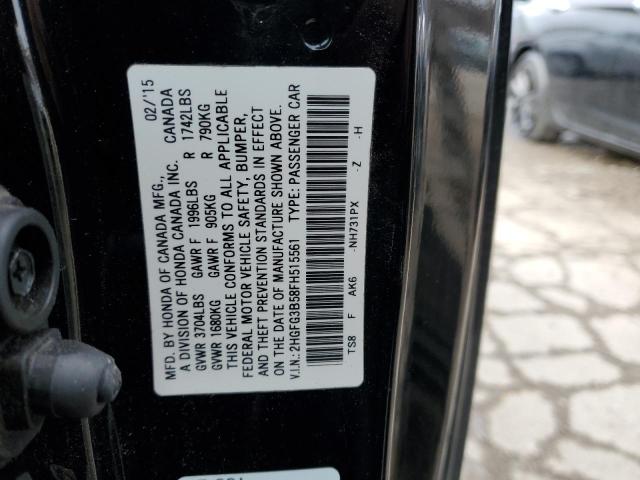 MFD. BY HONDA OF CANADA MFG., 02/'15
A DIVISION OF HONDA CANADA INC. CANADA
GVWR 3704LBS GAWR F 1996LBS R 1742LBS
GVWR 1680KG GAWR F 905KG R 790KG
THIS VEHICLE CONFORMS TO ALL APPLICABLE
FEDERAL MOTOR VEHICLE SAFETY, BUMPER,
AND THEFT PREVENTION STANDARDS IN EFFECT
ON THE DATE OF MANUFACTURE SHOWN ABOVE.
V.I.N.: 2HGFG3B58FH515561 TYPE: PASSENGER CAR
TS8 F AK6 -NH731PX -Z -H